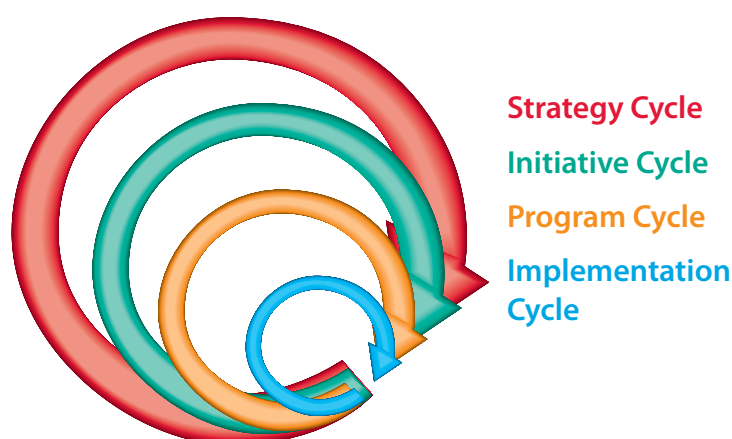 Strategy Cycle
Initiative Cycle
Program Cycle
Implementation
Cycle